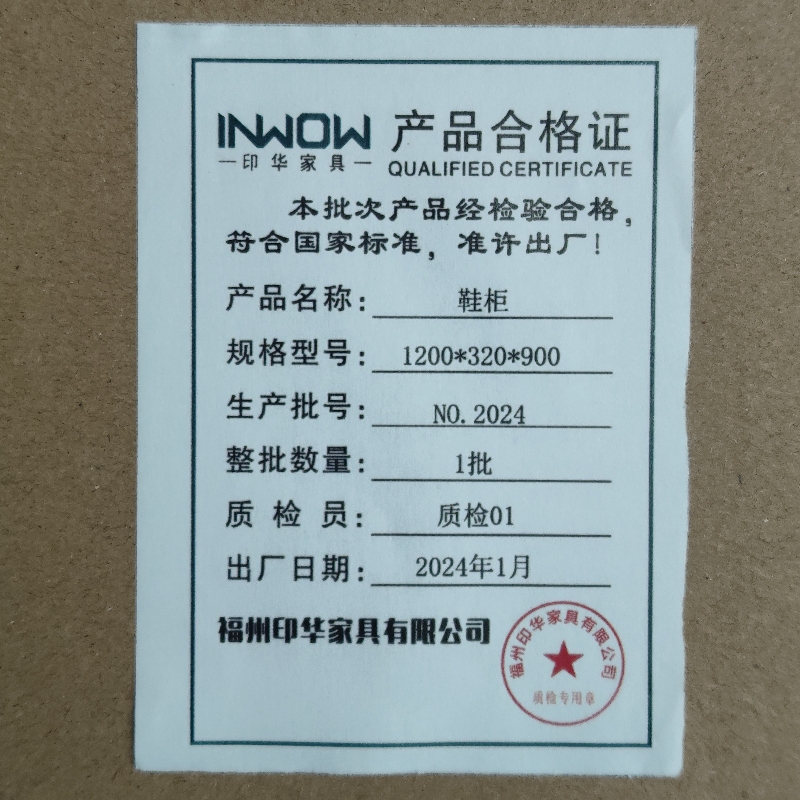 INWOW 产品合格证
印华家具 QUALIFIED CERTIFICATE
本批次产品经检验合格，
符合国家标准，准许出厂！
产品名称： 鞋柜
规格型号： 1200*320*900
生产批号： NO.2024
整批数量： 1批
质检员： 质检01
出厂日期： 2024年1月
福州印华家具有限公司
福州印华家具有限公司
质检专用章